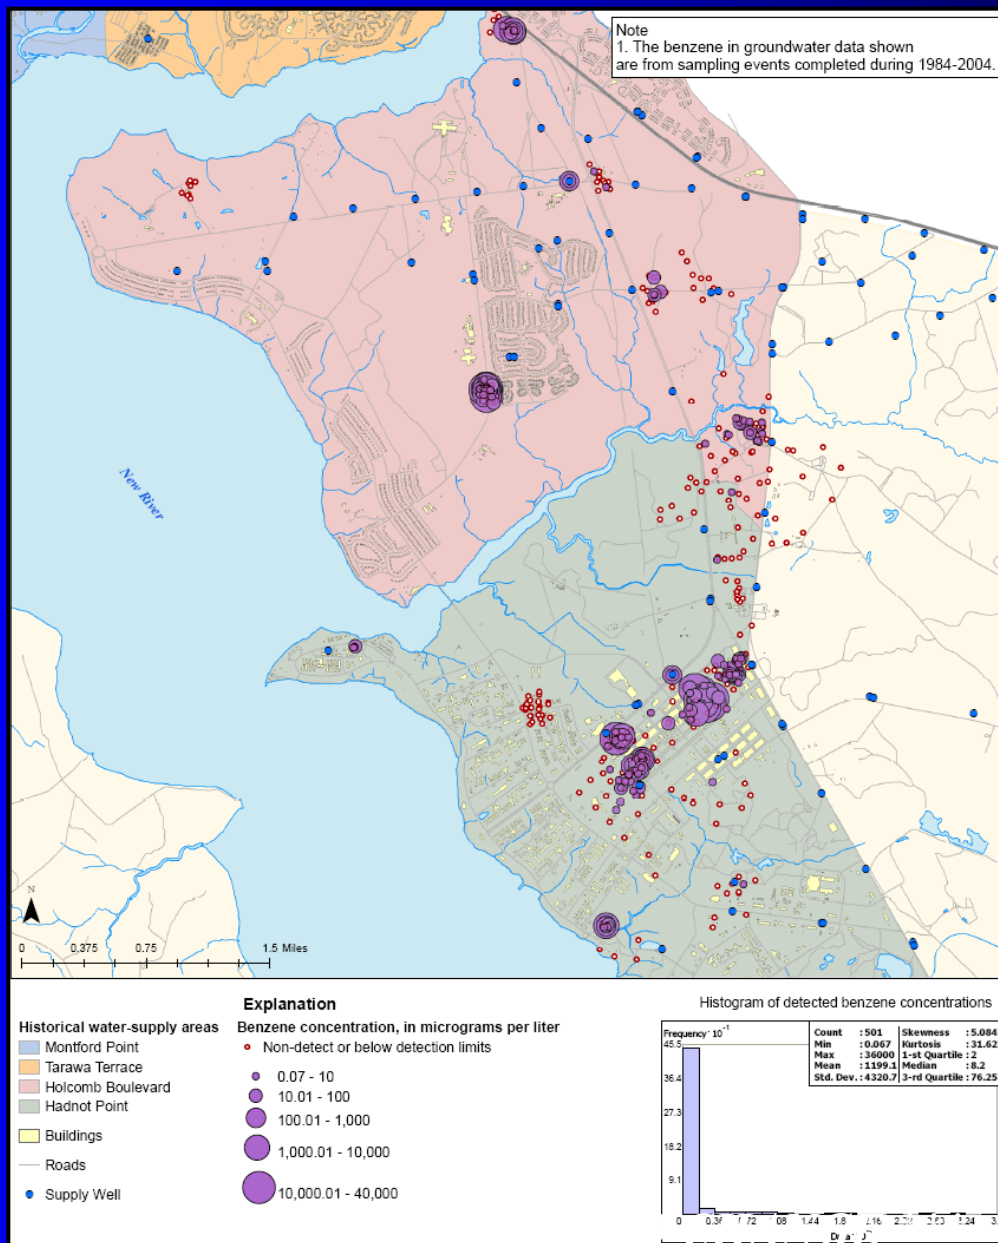 Note
1. The benzene in groundwater data shown
are from sampling events completed during 1984-2004.
New River
N
0 0.375 0.75 1.5 Miles
Explanation
Historical water-supply areas
Montford Point
Tarawa Terrace
Holcomb Boulevard
Hadnot Point
Buildings
Roads
Supply Well
Benzene concentration, in micrograms per liter
Non-detect or below detection limits
0.07 - 10
10.01 - 100
100.01 - 1,000
1,000.01 - 10,000
10,000.01 - 40,000
Histogram of detected benzene concentrations
Frequency · 10⁻¹
Count : 501 Skewness : 5.084
Min : 0.067 Kurtosis : 31.62
Max : 36000 1-st Quartile : 2
Mean : 1199.1 Median : 8.2
Std. Dev. : 4320.7 3-rd Quartile : 76.25
45.5
36.4
27.3
18.2
9.1
0 0.36 1.44 1.8